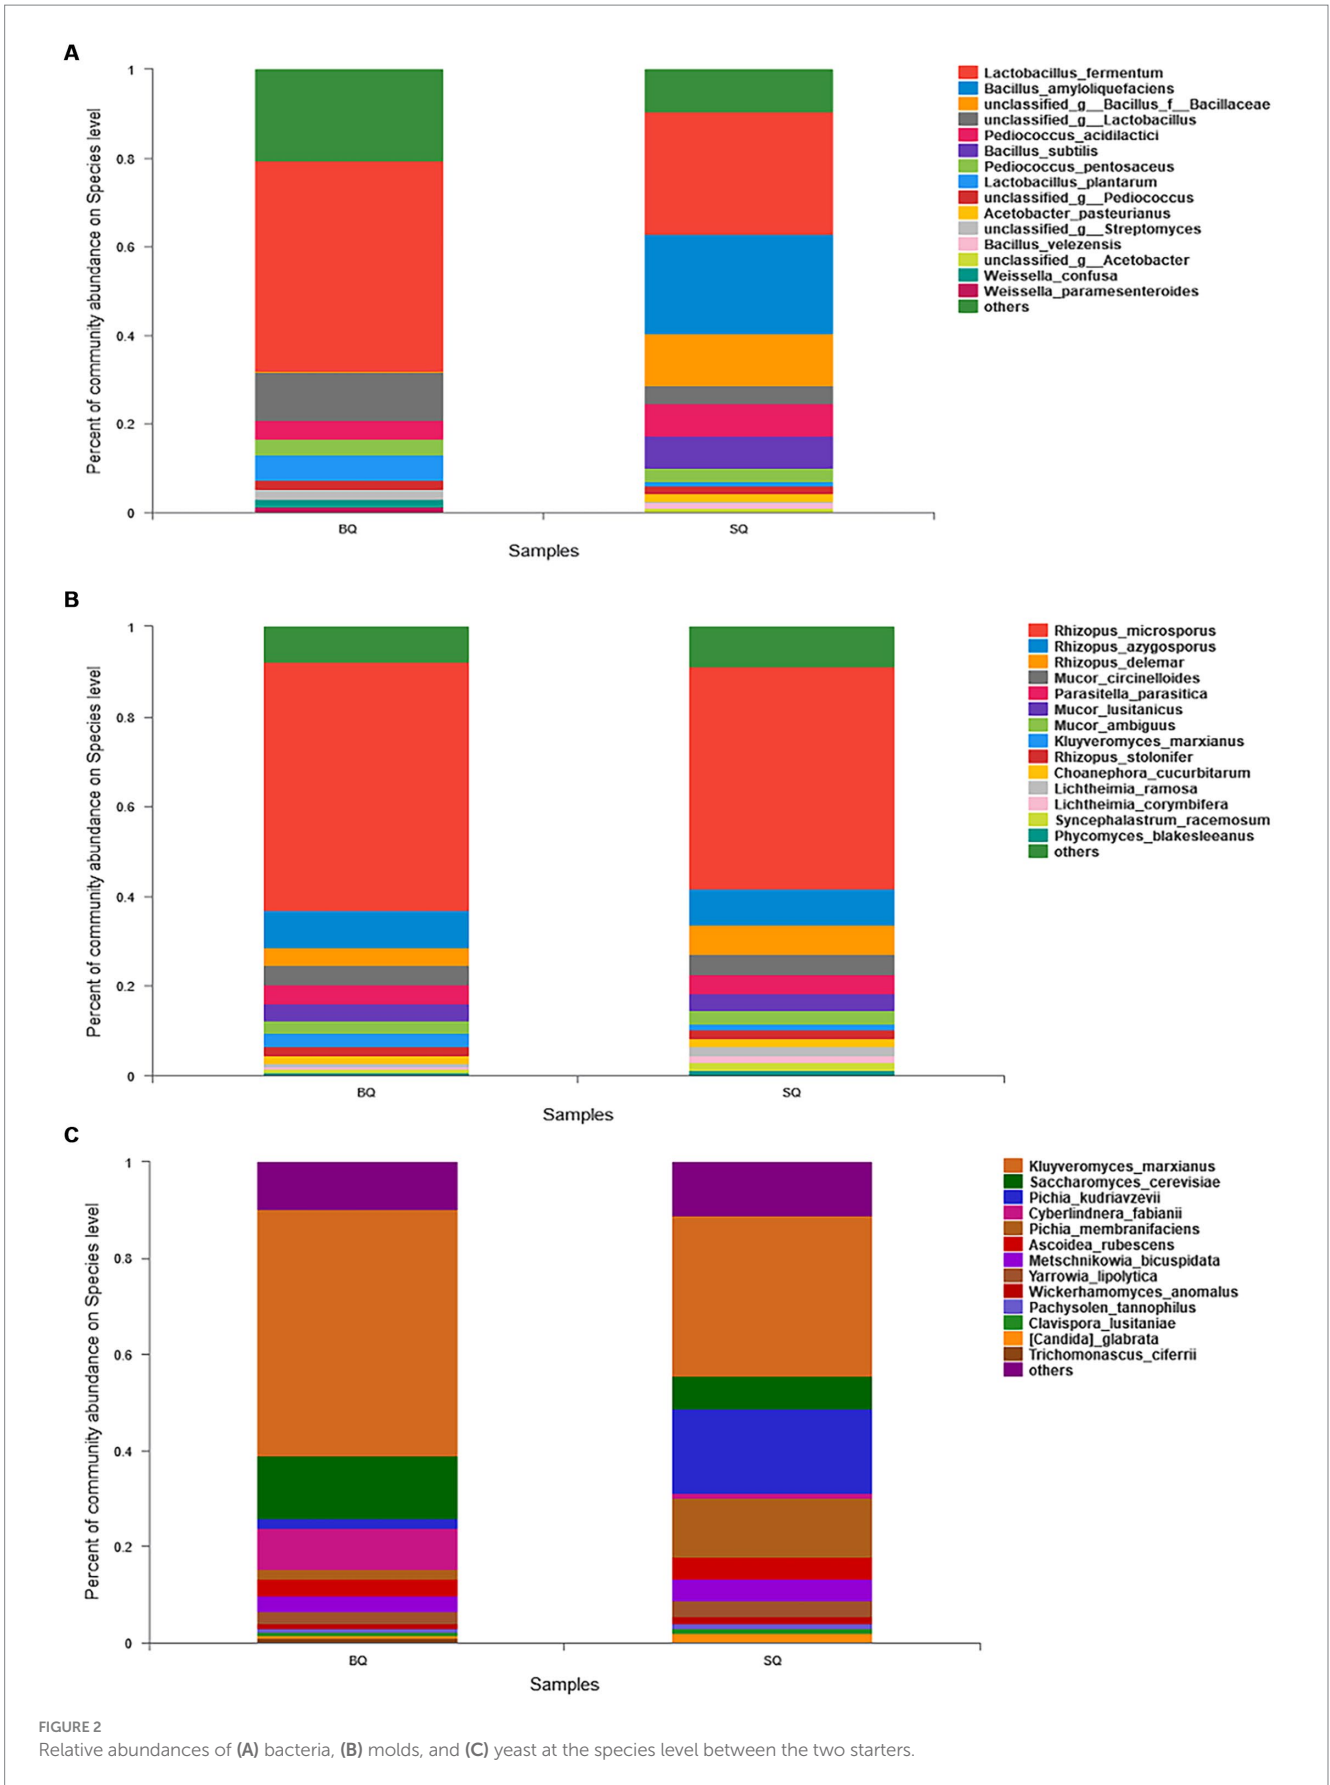 A
Percent of community abundance on Species level
1
0.8
0.6
0.4
0.2
0
BQ
SQ
Samples
Lactobacillus_fermentum
Bacillus_amyloliquefaciens
unclassified_g__Bacillus_f__Bacillaceae
unclassified_g__Lactobacillus
Pediococcus_acidilactici
Bacillus_subtilis
Pediococcus_pentosaceus
Lactobacillus_plantarum
unclassified_g__Pediococcus
Acetobacter_pasteurianus
unclassified_g__Streptomyces
Bacillus_velezensis
unclassified_g__Acetobacter
Weissella_confusa
Weissella_paramesenteroides
others
B
Percent of community abundance on Species level
1
0.8
0.6
0.4
0.2
0
BQ
SQ
Samples
Rhizopus_microsporus
Rhizopus_azygosporus
Rhizopus_delemar
Mucor_circinelloides
Parasitella_parasitica
Mucor_lusitanicus
Mucor_ambiguus
Kluyveromyces_marxianus
Rhizopus_stolonifer
Choanephora_cucurbitarum
Lichtheimia_ramosa
Lichtheimia_corymbifera
Syncephalastrum_racemosum
Phycomyces_blakesleeanus
others
C
Percent of community abundance on Species level
1
0.8
0.6
0.4
0.2
0
BQ
SQ
Samples
Kluyveromyces_marxianus
Saccharomyces_cerevisiae
Pichia_kudriavzevii
Cyberlindnera_fabianii
Pichia_membranifaciens
Ascoidea_rubescens
Metschnikowia_bicuspidata
Yarrowia_lipolytica
Wickerhamomyces_anomalus
Pachysolen_tannophilus
Clavispora_lusitaniae
[Candida]_glabrata
Trichomonascus_ciferrii
others
FIGURE 2
Relative abundances of (A) bacteria, (B) molds, and (C) yeast at the species level between the two starters.